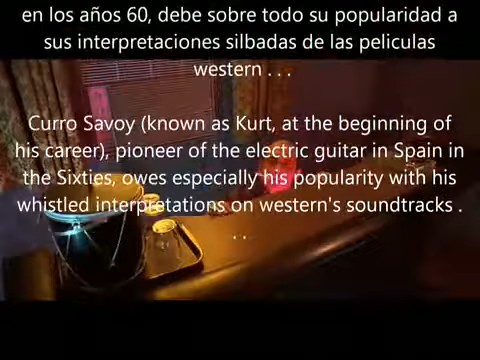 en los años 60, debe sobre todo su popularidad a
sus interpretaciones silbadas de las peliculas
western . . .
Curro Savoy (known as Kurt, at the beginning of
his career), pioneer of the electric guitar in Spain in
the Sixties, owes especially his popularity with his
whistled interpretations on western's soundtracks .
. .